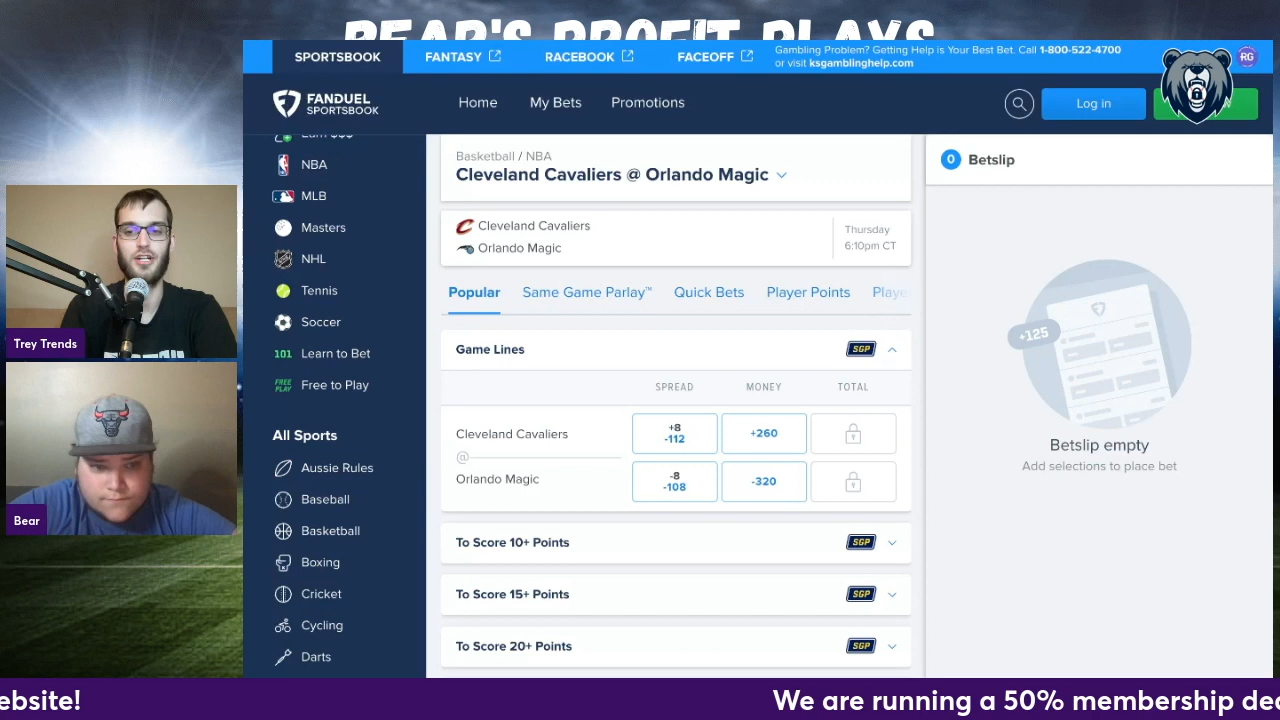 BEAR'S PROFIT PLAYS
SPORTSBOOK
FANTASY
RACEBOOK
FACEOFF
Gambling Problem? Getting Help is Your Best Bet. Call 1-800-522-4700
or visit ksgamblinghelp.com
RG
FANDUEL
SPORTSBOOK
Home
My Bets
Promotions
Log in
Earn $$$
NBA
MLB
Masters
NHL
Tennis
Soccer
101 Learn to Bet
FREE PLAY Free to Play
All Sports
Aussie Rules
Baseball
Basketball
Boxing
Cricket
Cycling
Darts
Basketball / NBA
Cleveland Cavaliers @ Orlando Magic
Cleveland Cavaliers
Orlando Magic
Thursday
6:10pm CT
Popular
Same Game Parlay™
Quick Bets
Player Points
Playe
Game Lines
SGP
SPREAD
MONEY
TOTAL
Cleveland Cavaliers
+8
-112
+260
@
Orlando Magic
-8
-108
-320
To Score 10+ Points
SGP
To Score 15+ Points
SGP
To Score 20+ Points
SGP
0 Betslip
+125
Betslip empty
Add selections to place bet
Trey Trends
Bear
ebsite!
We are running a 50% membership dea